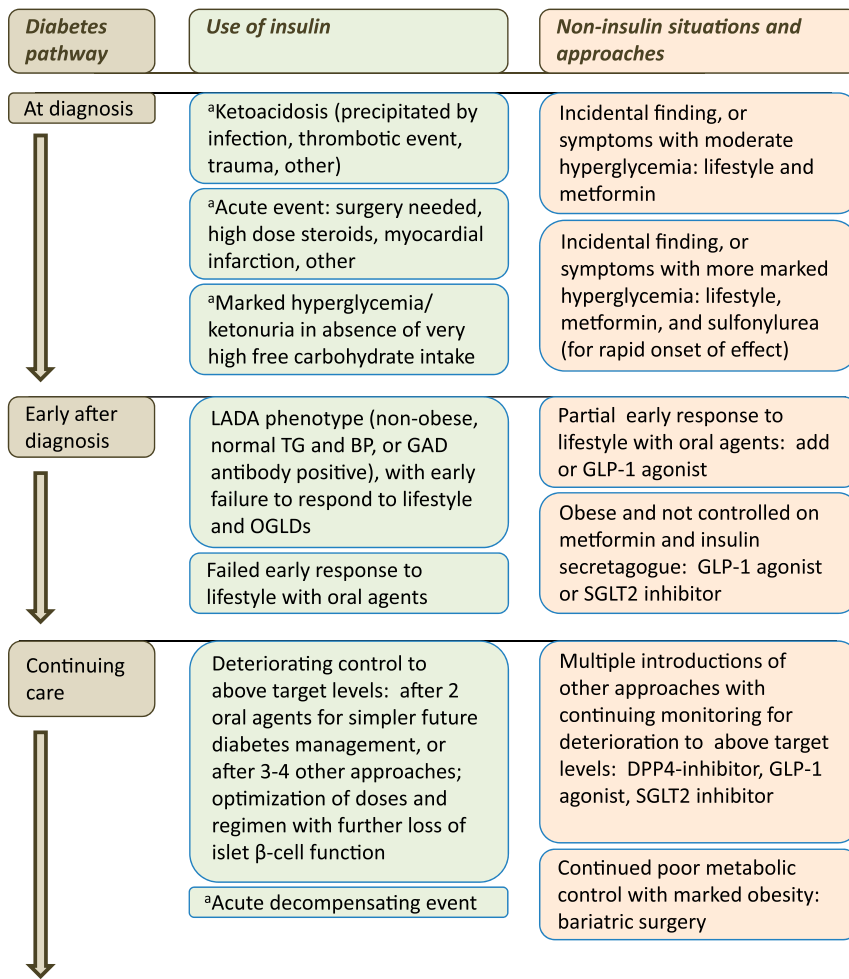 Diabetes
pathway
Use of insulin
Non-insulin situations and
approaches
At diagnosis
ᵃKetoacidosis (precipitated by
infection, thrombotic event,
trauma, other)
ᵃAcute event: surgery needed,
high dose steroids, myocardial
infarction, other
ᵃMarked hyperglycemia/
ketonuria in absence of very
high free carbohydrate intake
Incidental finding, or
symptoms with moderate
hyperglycemia: lifestyle and
metformin
Incidental finding, or
symptoms with more marked
hyperglycemia: lifestyle,
metformin, and sulfonylurea
(for rapid onset of effect)
Early after
diagnosis
LADA phenotype (non-obese,
normal TG and BP, or GAD
antibody positive), with early
failure to respond to lifestyle
and OGLDs
Failed early response to
lifestyle with oral agents
Partial early response to
lifestyle with oral agents: add
or GLP-1 agonist
Obese and not controlled on
metformin and insulin
secretagogue: GLP-1 agonist
or SGLT2 inhibitor
Continuing
care
Deteriorating control to
above target levels: after 2
oral agents for simpler future
diabetes management, or
after 3-4 other approaches;
optimization of doses and
regimen with further loss of
islet β-cell function
ᵃAcute decompensating event
Multiple introductions of
other approaches with
continuing monitoring for
deterioration to above target
levels: DPP4-inhibitor, GLP-1
agonist, SGLT2 inhibitor
Continued poor metabolic
control with marked obesity:
bariatric surgery